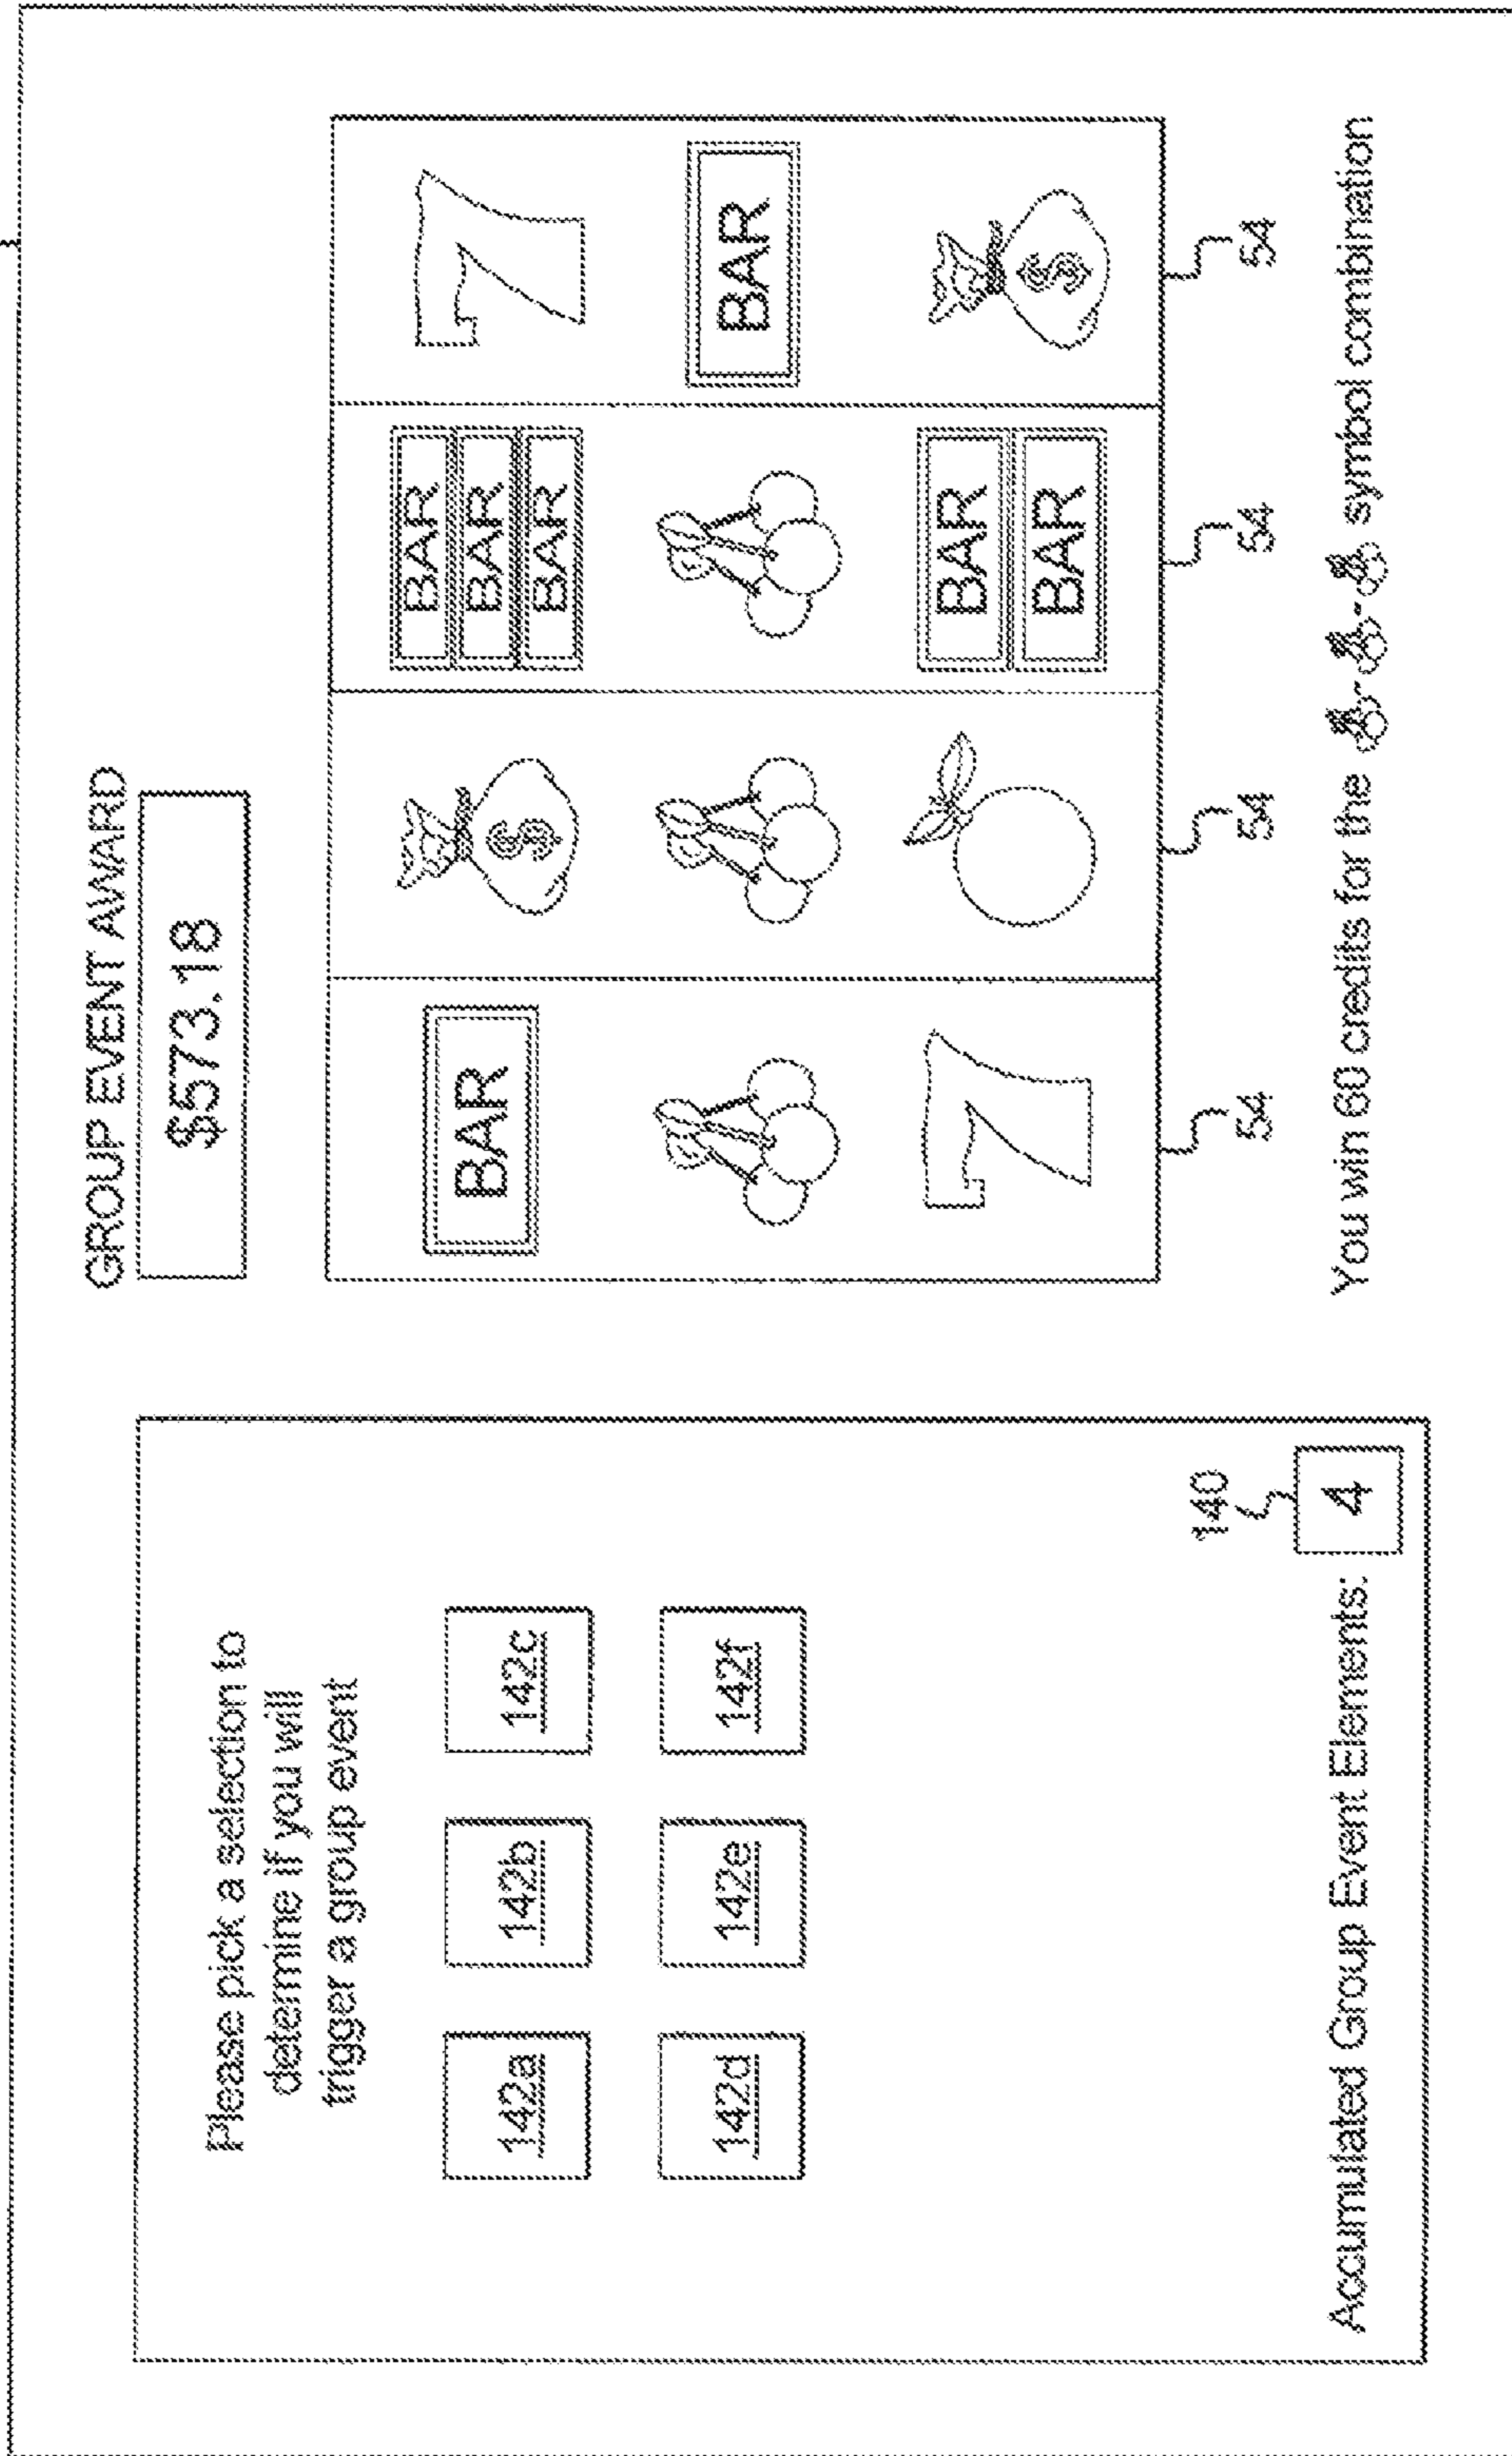 Please pick a selection to
determine if you will
trigger a group event
142a 142b 142c
142d 142e 142f
140
Accumulated Group Event Elements: 4
GROUP EVENT AWARD
$573.18
BAR
BAR
BAR
BAR
7
BAR
7
BAR
BAR
$
$
54 54 54 54
You win 60 credits for the - - symbol combination